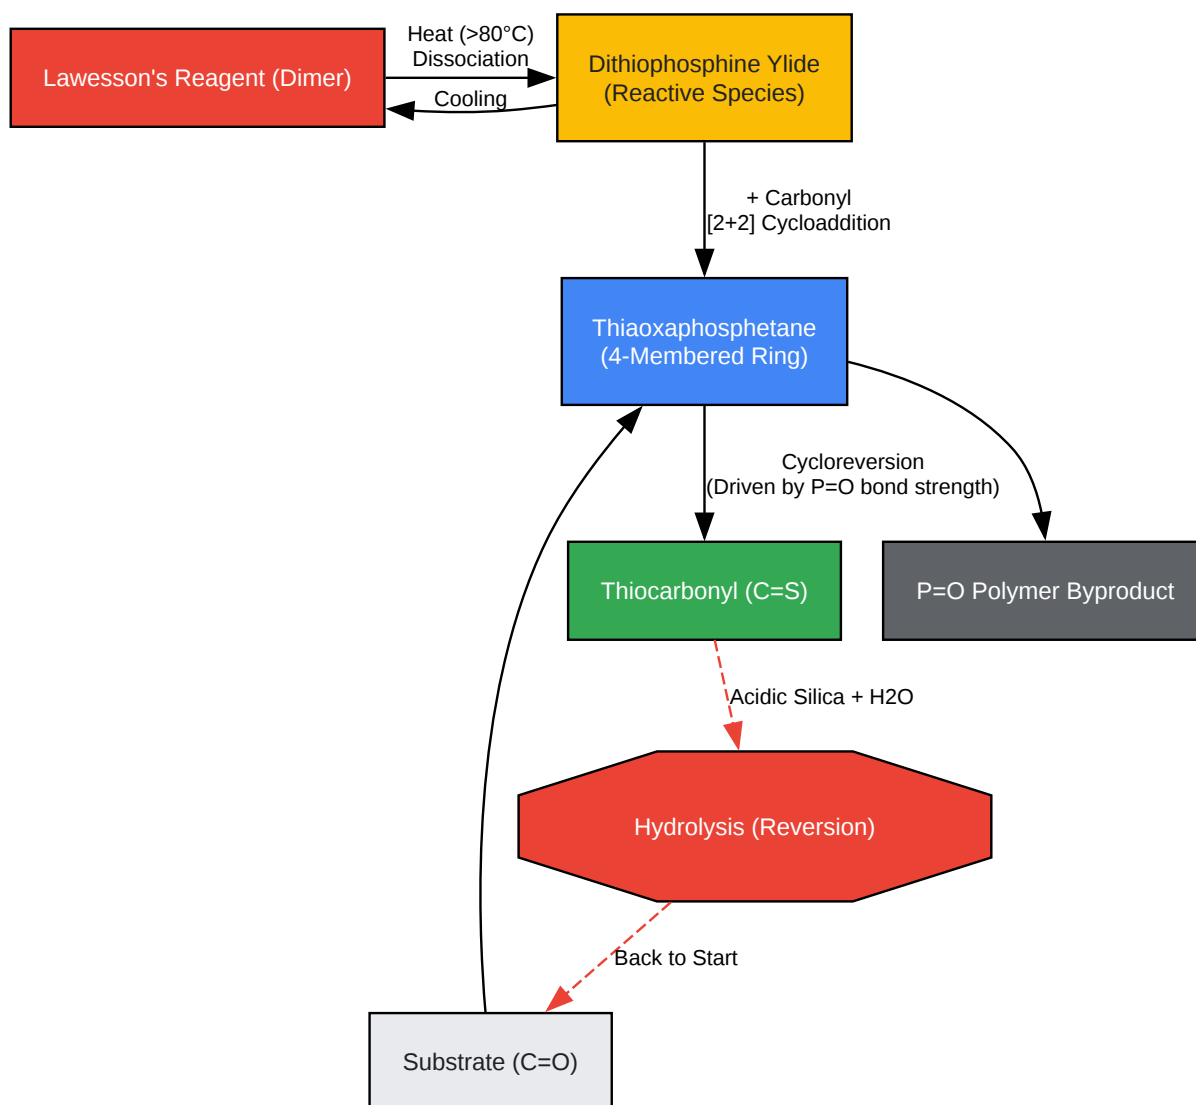 Lawesson's Reagent (Dimer)
Heat (>80°C)
Dissociation
Cooling
Dithiophosphine Ylide
(Reactive Species)
+ Carbonyl
[2+2] Cycloaddition
Thiaoxaphosphetane
(4-Membered Ring)
Cycloreversion
(Driven by P=O bond strength)
Thiocarbonyl (C=S)
P=O Polymer Byproduct
Acidic Silica + H2O
Hydrolysis (Reversion)
Back to Start
Substrate (C=O)